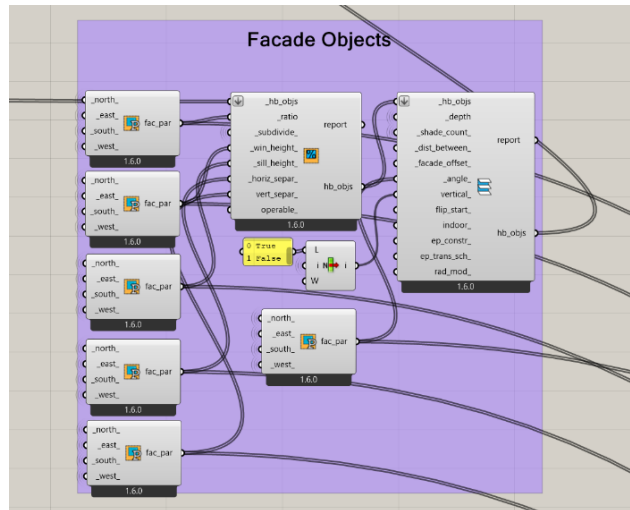 Facade Objects
_north_
_east_
_south_
_west_
fac_par
1.6.0
_north_
_east_
_south_
_west_
fac_par
1.6.0
_north_
_east_
_south_
_west_
fac_par
1.6.0
_north_
_east_
_south_
_west_
fac_par
1.6.0
_north_
_east_
_south_
_west_
fac_par
1.6.0
_hb_objs
_ratio
_subdivide_
_win_height_
_sill_height_
_horiz_separ_
vert_separ_
operable_
report
hb_objs
1.6.0
0 True
1 False
L
i
W
N
i
_north_
_east_
_south_
_west_
fac_par
1.6.0
_hb_objs
_depth
_shade_count_
_dist_between_
_facade_offset_
_angle_
vertical_
flip_start_
indoor_
ep_constr_
ep_trans_sch_
rad_mod_
report
hb_objs
1.6.0